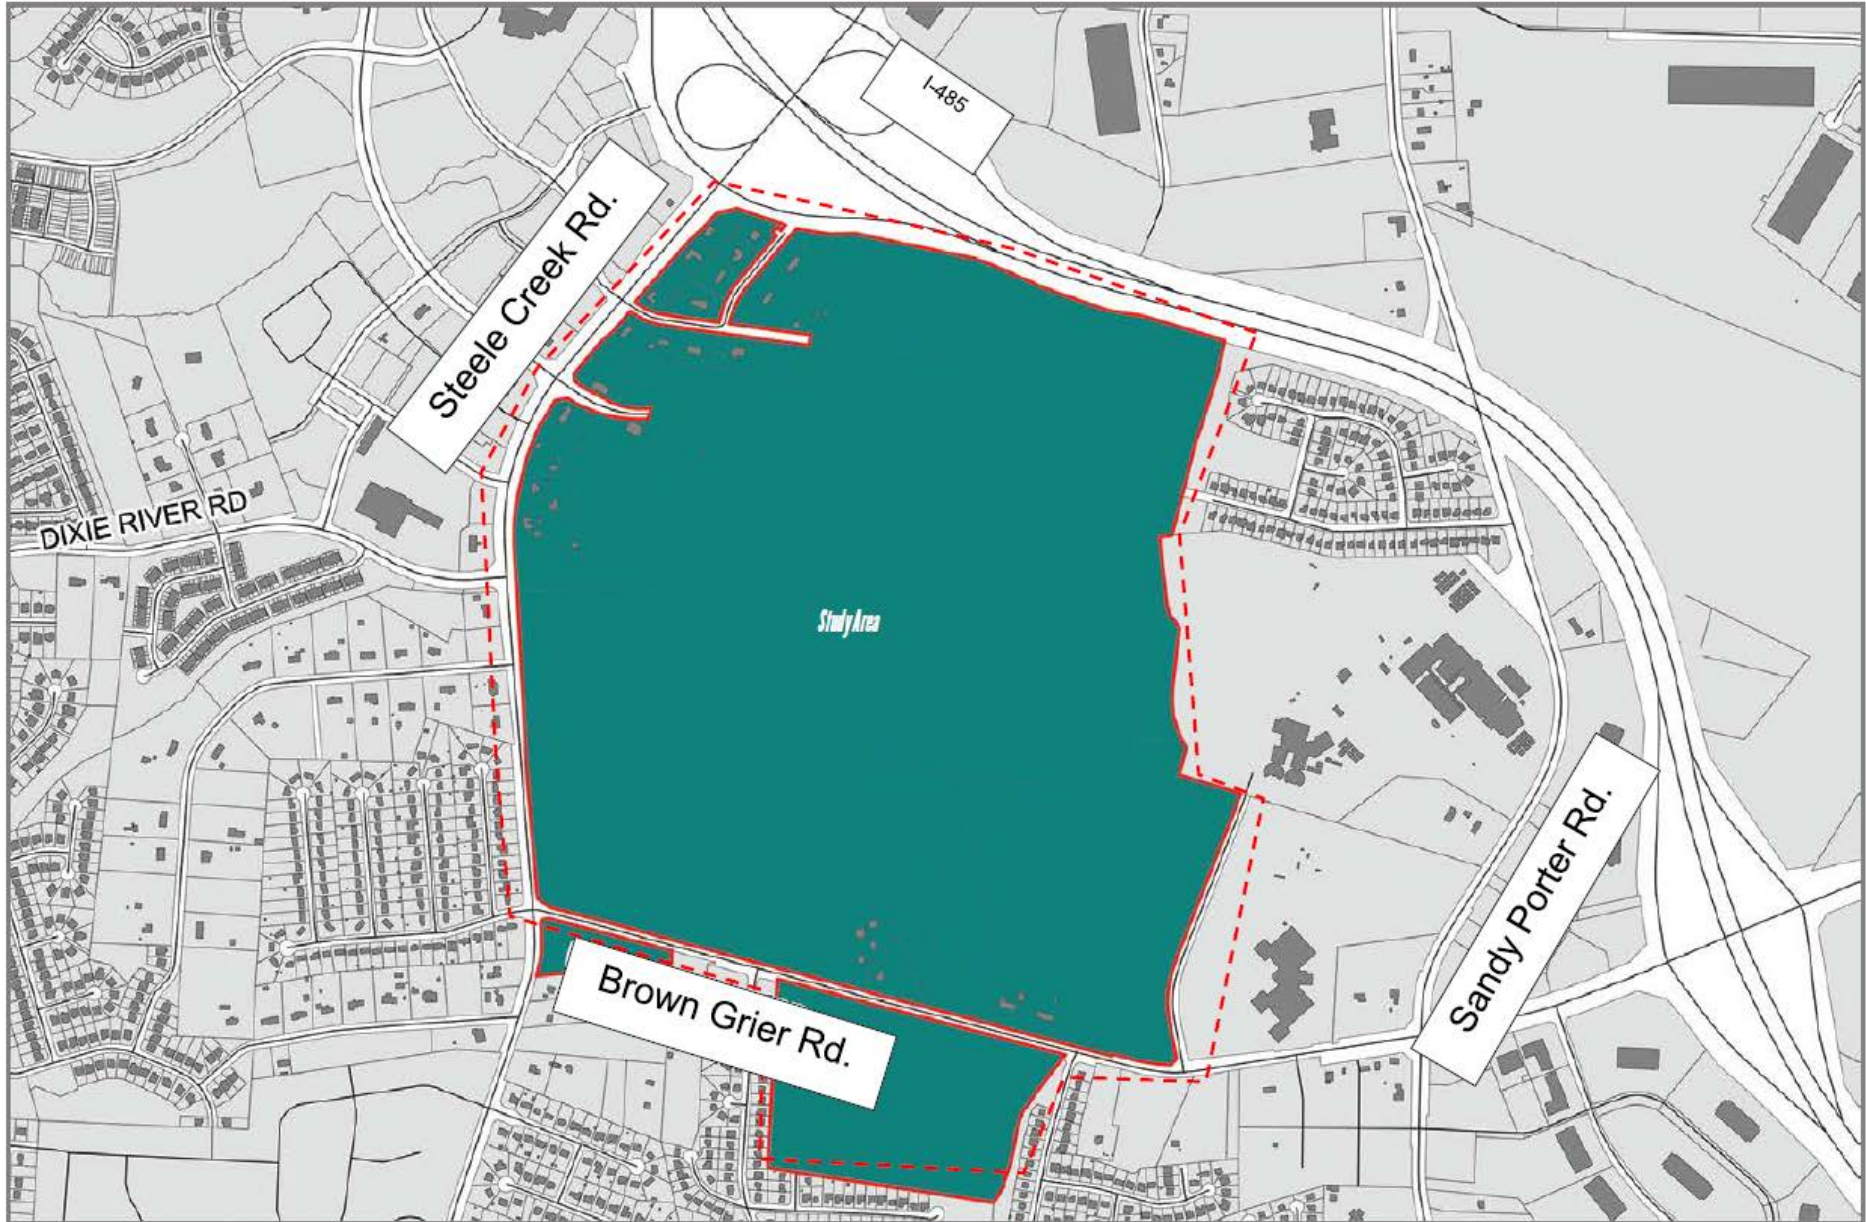 I-485
Steele Creek Rd.
DIXIE RIVER RD
Study Area
Sandy Porter Rd.
Brown Grier Rd.